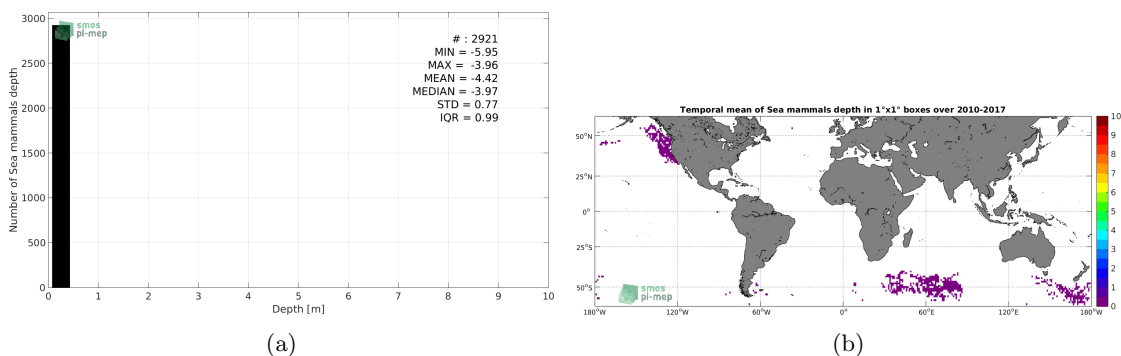 3000
2500
2000
1500
1000
500
0
Number of Sea mammals depth
smos
pi-mep
# : 2921
MIN = -5.95
MAX = -3.96
MEAN = -4.42
MEDIAN = -3.97
STD = 0.77
IQR = 0.99
0 1 2 3 4 5 6 7 8 9 10
Depth [m]
(a)
Temporal mean of Sea mammals depth in 1°x1° boxes over 2010-2017
50°N
25°N
0°
25°S
50°S
smos
pi-mep
180°W 120°W 60°W 0° 60°E 120°E 180°E
10
9
8
7
6
5
4
3
2
1
0
(b)